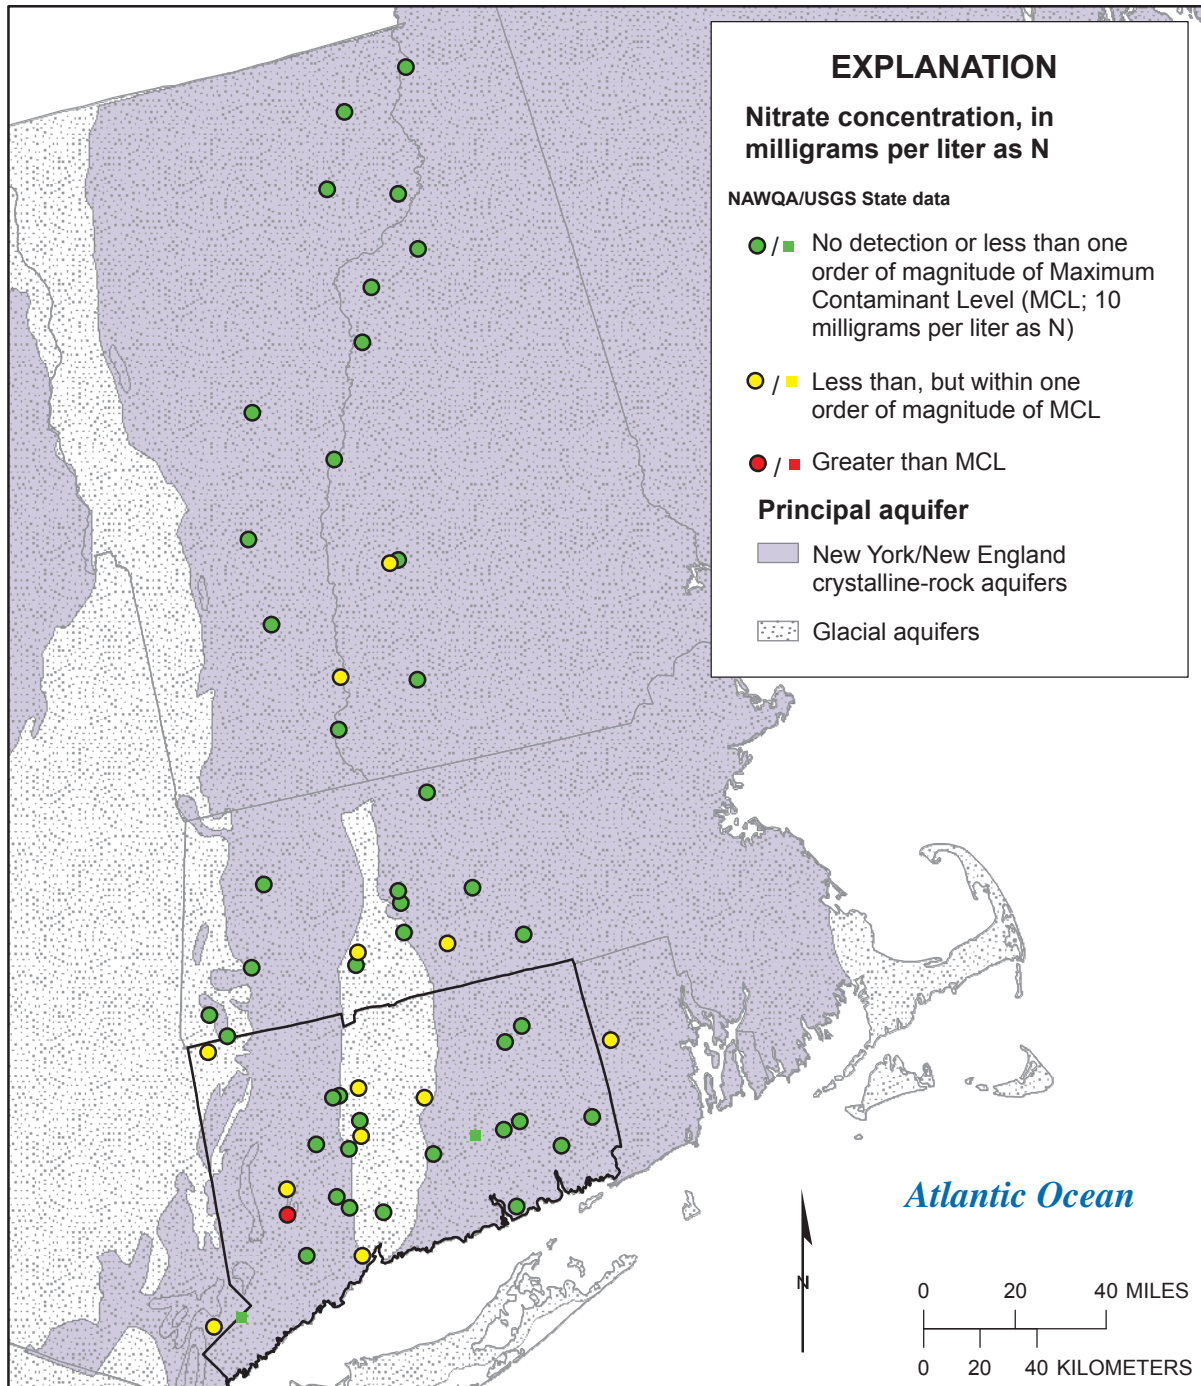 EXPLANATION
Nitrate concentration, in
milligrams per liter as N
NAWQA/USGS State data
/ No detection or less than one
order of magnitude of Maximum
Contaminant Level (MCL; 10
milligrams per liter as N)
/ Less than, but within one
order of magnitude of MCL
/ Greater than MCL
Principal aquifer
New York/New England
crystalline-rock aquifers
Glacial aquifers
Atlantic Ocean
N
0 20 40 MILES
0 20 40 KILOMETERS